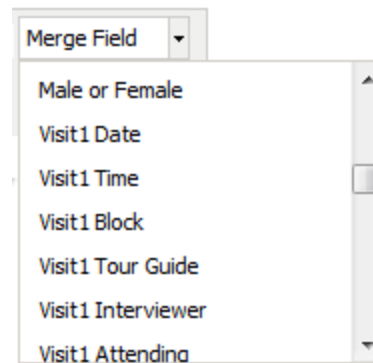 Merge Field
Male or Female
Visit1 Date
Visit1 Time
Visit1 Block
Visit1 Tour Guide
Visit1 Interviewer
Visit1 Attending